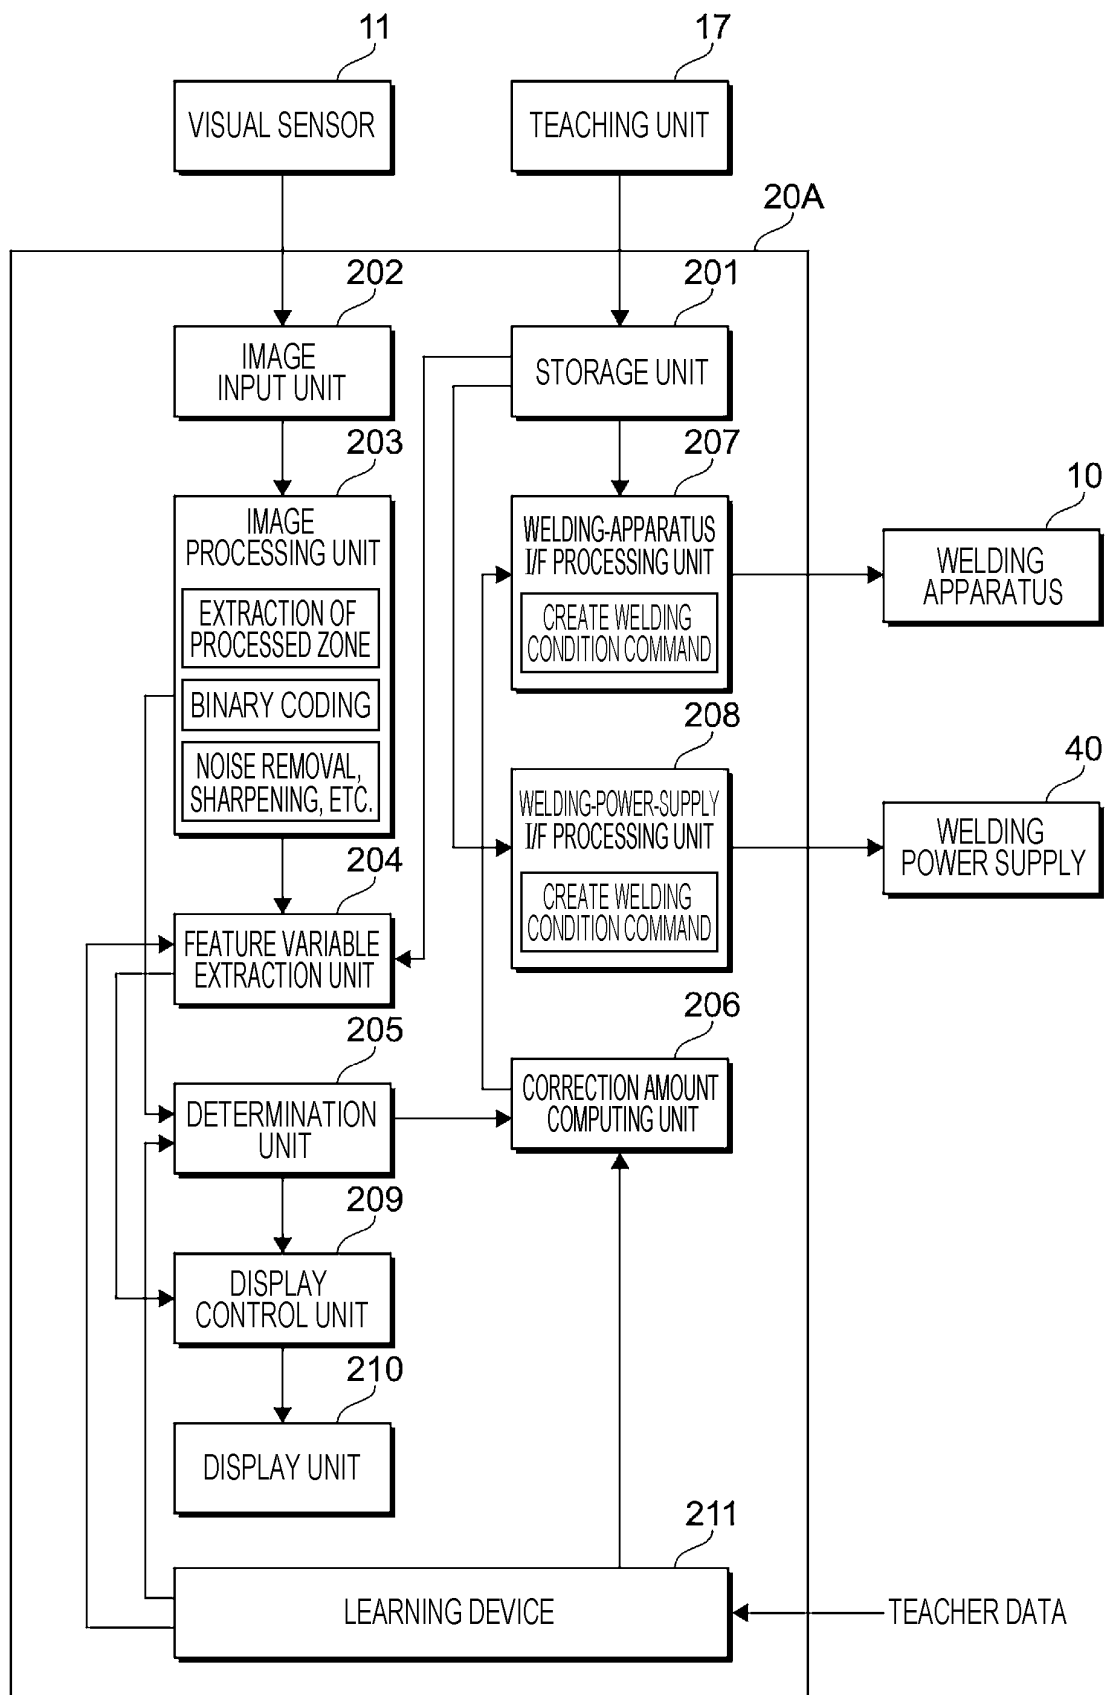 11
17
VISUAL SENSOR
TEACHING UNIT
20A
202
201
IMAGE
INPUT UNIT
STORAGE UNIT
203
207
10
IMAGE
PROCESSING UNIT
EXTRACTION OF
PROCESSED ZONE
BINARY CODING
NOISE REMOVAL,
SHARPENING, ETC.
WELDING-APPARATUS
I/F PROCESSING UNIT
CREATE WELDING
CONDITION COMMAND
WELDING
APPARATUS
208
40
WELDING-POWER-SUPPLY
I/F PROCESSING UNIT
CREATE WELDING
CONDITION COMMAND
WELDING
POWER SUPPLY
204
FEATURE VARIABLE
EXTRACTION UNIT
205
206
DETERMINATION
UNIT
CORRECTION AMOUNT
COMPUTING UNIT
209
DISPLAY
CONTROL UNIT
210
DISPLAY UNIT
211
LEARNING DEVICE
TEACHER DATA